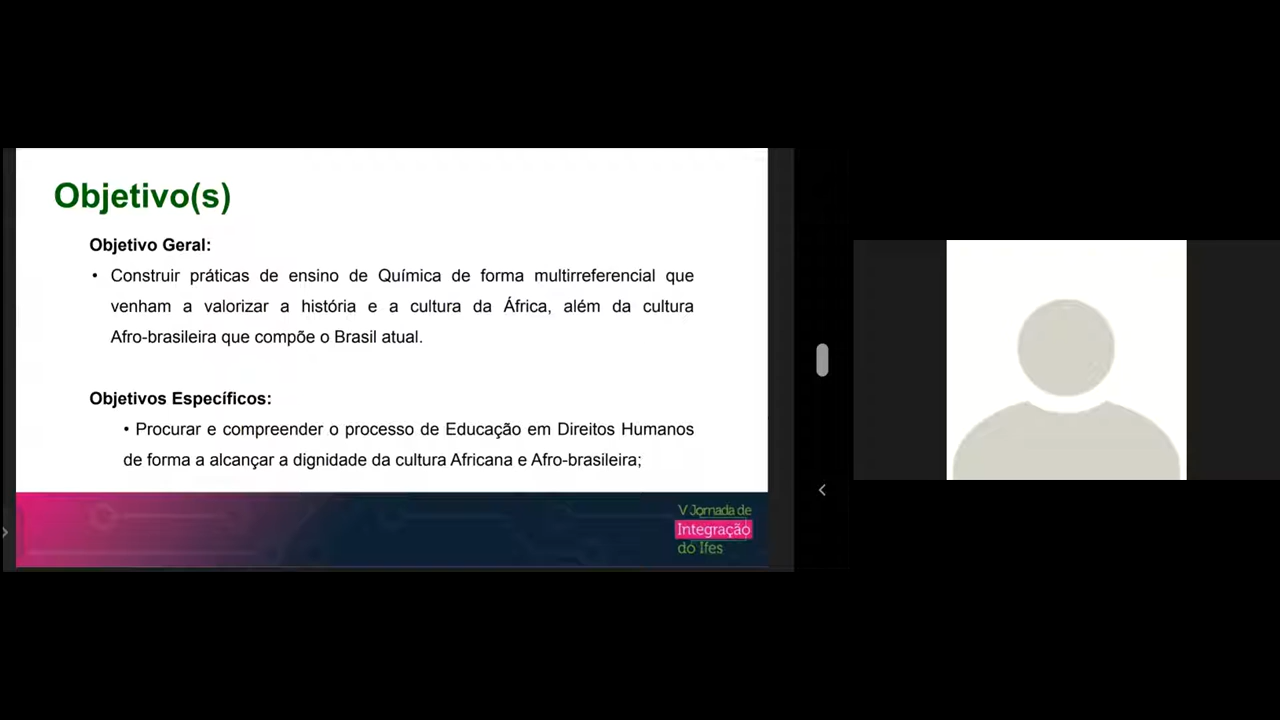 Objetivo(s)
Objetivo Geral:
• Construir práticas de ensino de Química de forma multirreferencial que
venham a valorizar a história e a cultura da África, além da cultura
Afro-brasileira que compõe o Brasil atual.
Objetivos Específicos:
• Procurar e compreender o processo de Educação em Direitos Humanos
de forma a alcançar a dignidade da cultura Africana e Afro-brasileira;
V Jornada de
Integração
do Ifes